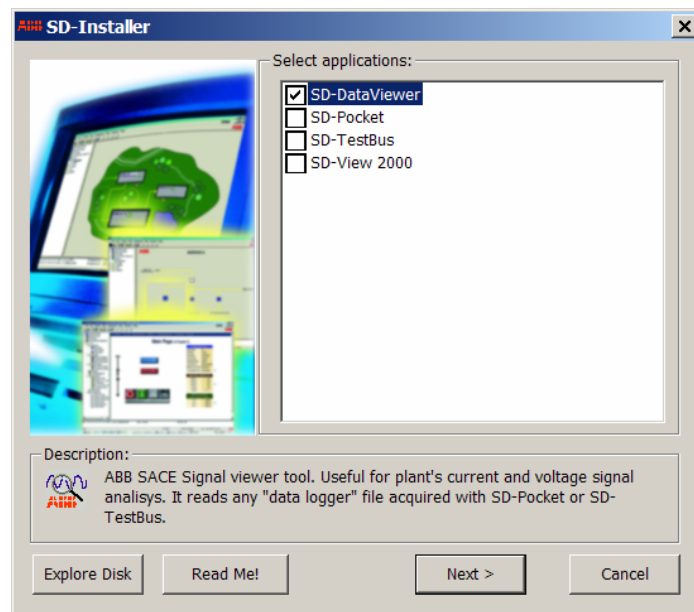 ABB SD-Installer
Select applications:
SD-DataViewer
SD-Pocket
SD-TestBus
SD-View 2000
Description:
ABB SACE Signal viewer tool. Useful for plant's current and voltage signal
analisys. It reads any "data logger" file acquired with SD-Pocket or SD-
TestBus.
ABB
Explore Disk
Read Me!
Next >
Cancel